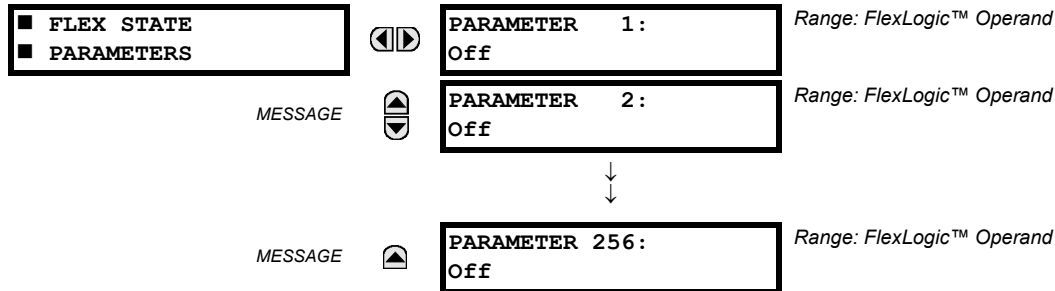 ■ FLEX STATE
■ PARAMETERS
PARAMETER 1:
Off
Range: FlexLogic™ Operand
MESSAGE
PARAMETER 2:
Off
Range: FlexLogic™ Operand
↓
↓
MESSAGE
PARAMETER 256:
Off
Range: FlexLogic™ Operand